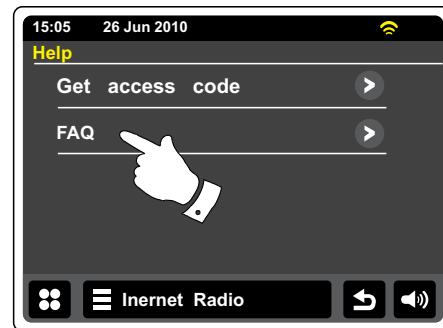 15:05 26 Jun 2010
Help
Get access code
FAQ
Inernet Radio